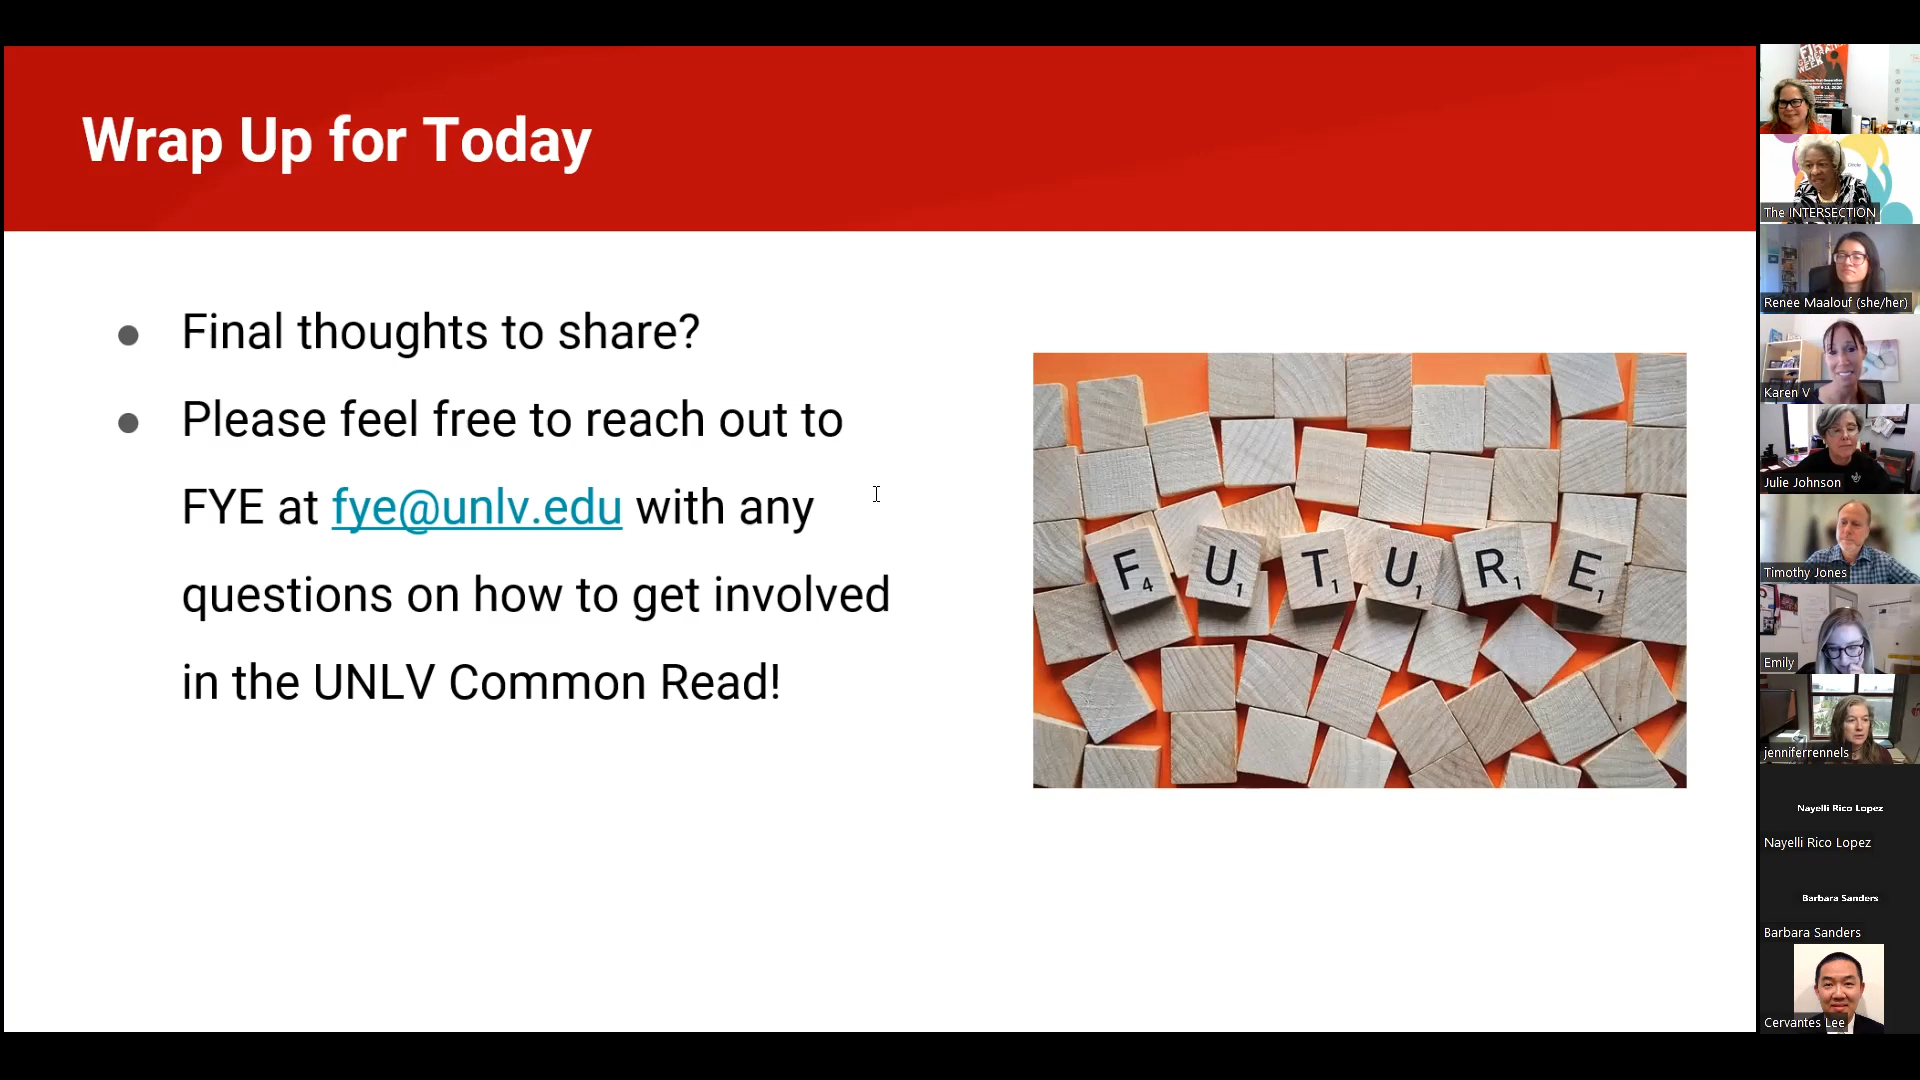 Wrap Up for Today
● Final thoughts to share?
● Please feel free to reach out to
FYE at fye@unlv.edu with any
questions on how to get involved
in the UNLV Common Read!
F4 U1 T1 U1 R1 E1
The INTERSECTION
Renee Maalouf (she/her)
Karen V
Julie Johnson
Timothy Jones
Emily
jenniferrennels
Nayelli Rico Lopez
Nayelli Rico Lopez
Barbara Sanders
Barbara Sanders
Cervantes Lee